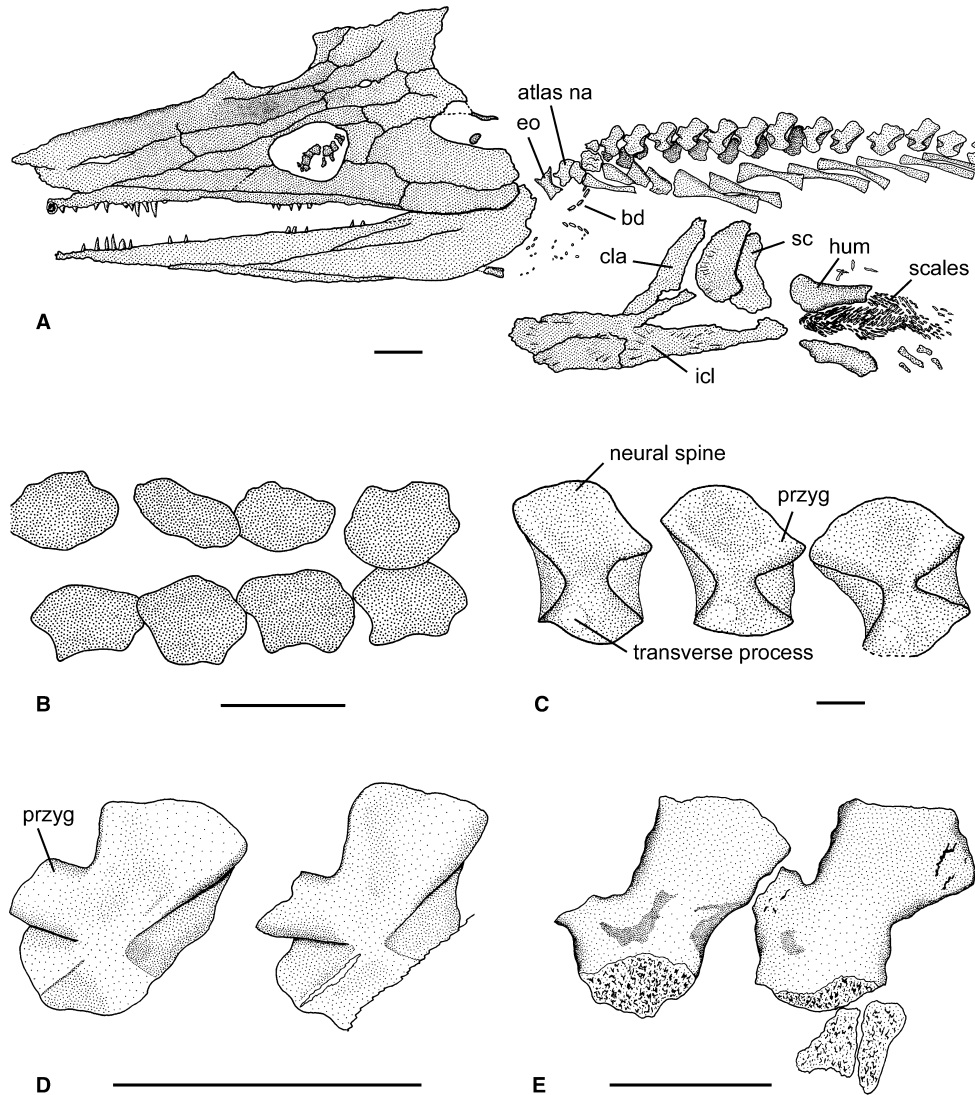 atlas na
eo
bd
cla
sc
hum
scales
icl
A
neural spine
przyg
transverse process
B
C
przyg
D
E